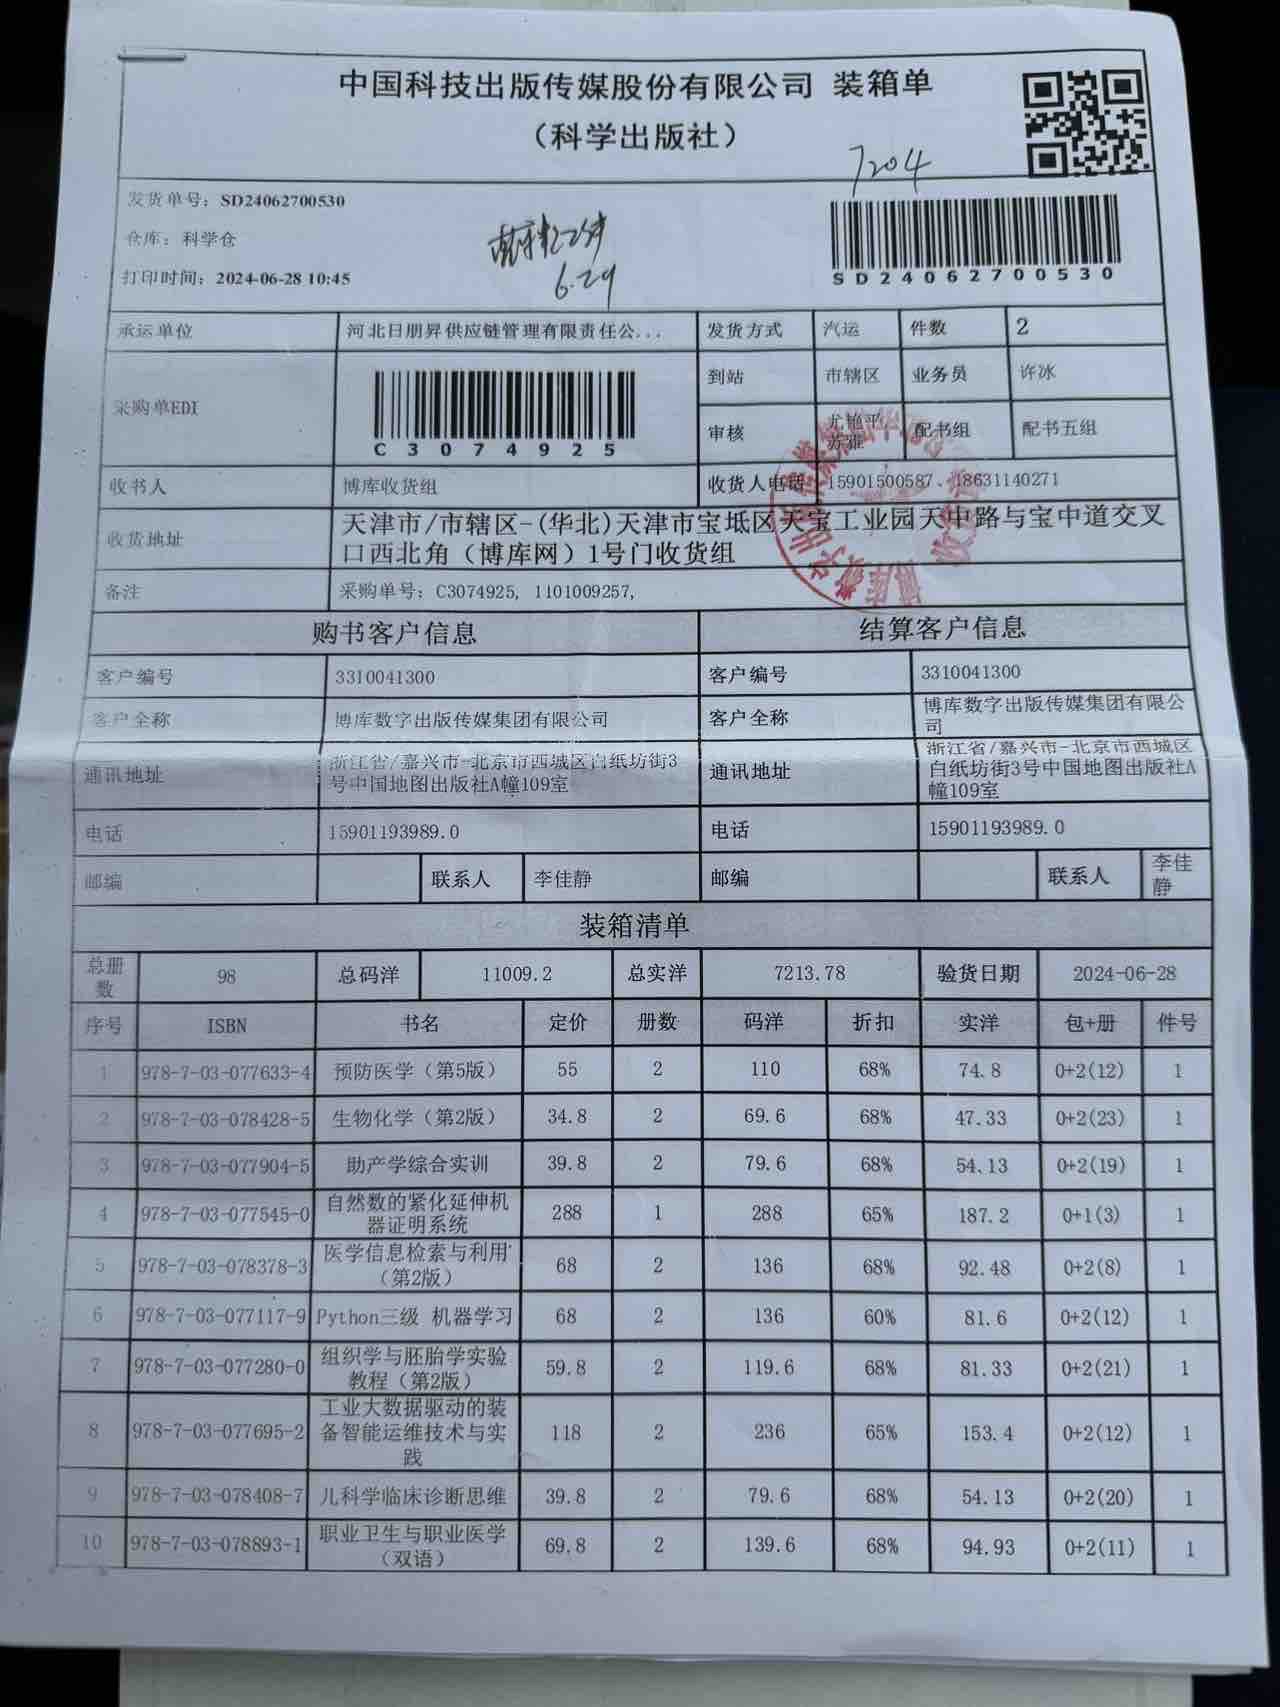 中国科技出版传媒股份有限公司 装箱单
（科学出版社）
7204
发货单号：SD24062700530
仓库：科学仓
打印时间：2024-06-28 10:45
6.29
SD24062700530
承运单位 河北日朋昇供应链管理有限责任公... 发货方式 汽运 件数 2
采购单EDI C3074925 到站 市辖区 业务员 许冰
审核 尤艳平 苏雅 配书组 配书五组
收书人 博库收货组 收货人电话 15901500587、18631140271
收货地址 天津市/市辖区-(华北)天津市宝坻区天宝工业园天中路与宝中道交叉
口西北角（博库网）1号门收货组
备注 采购单号：C3074925, 1101009257,
购书客户信息 结算客户信息
客户编号 3310041300 客户编号 3310041300
客户全称 博库数字出版传媒集团有限公司 客户全称 博库数字出版传媒集团有限公
司
通讯地址 浙江省/嘉兴市-北京市西城区白纸坊街3
号中国地图出版社A幢109室
通讯地址 浙江省/嘉兴市-北京市西城区
白纸坊街3号中国地图出版社A
幢109室
电话 15901193989.0 电话 15901193989.0
邮编 联系人 李佳静 邮编 联系人 李佳
静
装箱清单
总册数 98 总码洋 11009.2 总实洋 7213.78 验货日期 2024-06-28
序号 ISBN 书名 定价 册数 码洋 折扣 实洋 包+册 件号
1 978-7-03-077633-4 预防医学（第5版） 55 2 110 68% 74.8 0+2(12) 1
2 978-7-03-078428-5 生物化学（第2版） 34.8 2 69.6 68% 47.33 0+2(23) 1
3 978-7-03-077904-5 助产学综合实训 39.8 2 79.6 68% 54.13 0+2(19) 1
4 978-7-03-077545-0 自然数的紧化延伸机
器证明系统 288 1 288 65% 187.2 0+1(3) 1
5 978-7-03-078378-3 医学信息检索与利用
（第2版） 68 2 136 68% 92.48 0+2(8) 1
6 978-7-03-077117-9 Python三级 机器学习 68 2 136 60% 81.6 0+2(12) 1
7 978-7-03-077280-0 组织学与胚胎学实验
教程（第2版） 59.8 2 119.6 68% 81.33 0+2(21) 1
8 978-7-03-077695-2 工业大数据驱动的装
备智能运维技术与实
践 118 2 236 65% 153.4 0+2(12) 1
9 978-7-03-078408-7 儿科学临床诊断思维 39.8 2 79.6 68% 54.13 0+2(20) 1
10 978-7-03-078893-1 职业卫生与职业医学
（双语） 69.8 2 139.6 68% 94.93 0+2(11) 1